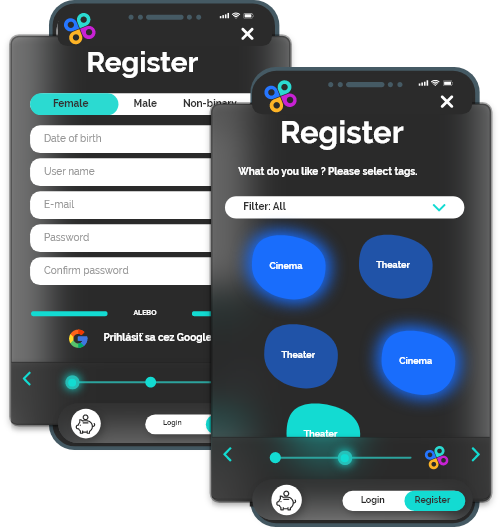 Register
Female Male Non-binary
Date of birth
User name
E-mail
Password
Confirm password
ALEBO
Prihlásiť sa cez Google
Login
Register
What do you like ? Please select tags.
Filter: All
Cinema
Theater
Theater
Cinema
Theater
Login Register